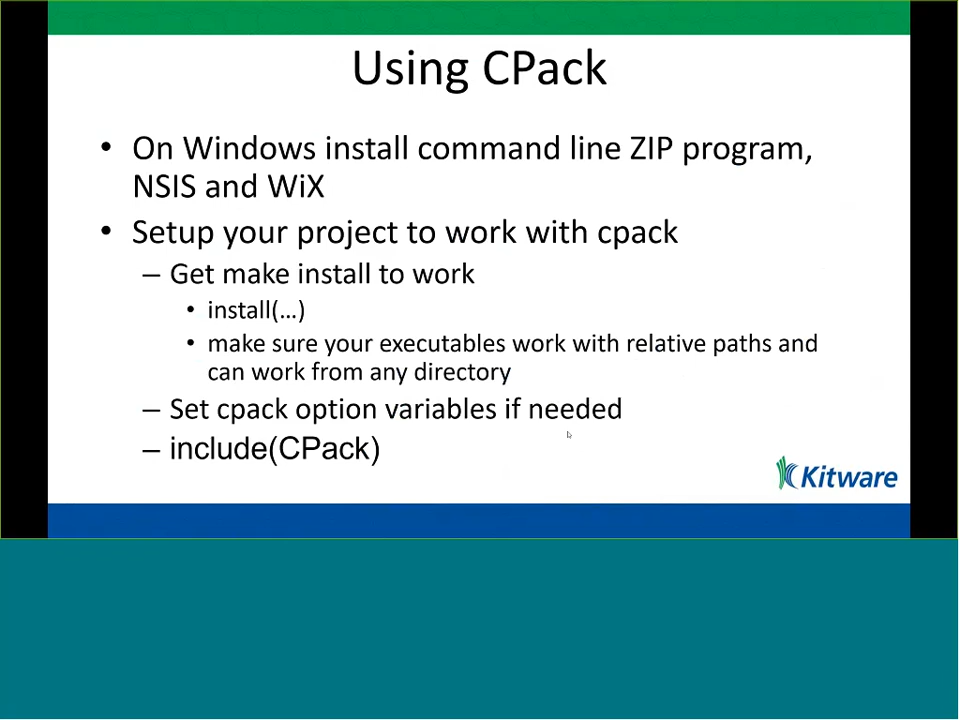 Using CPack
• On Windows install command line ZIP program,
NSIS and WiX
• Setup your project to work with cpack
– Get make install to work
• install(…)
• make sure your executables work with relative paths and
can work from any directory
– Set cpack option variables if needed
– include(CPack)
Kitware